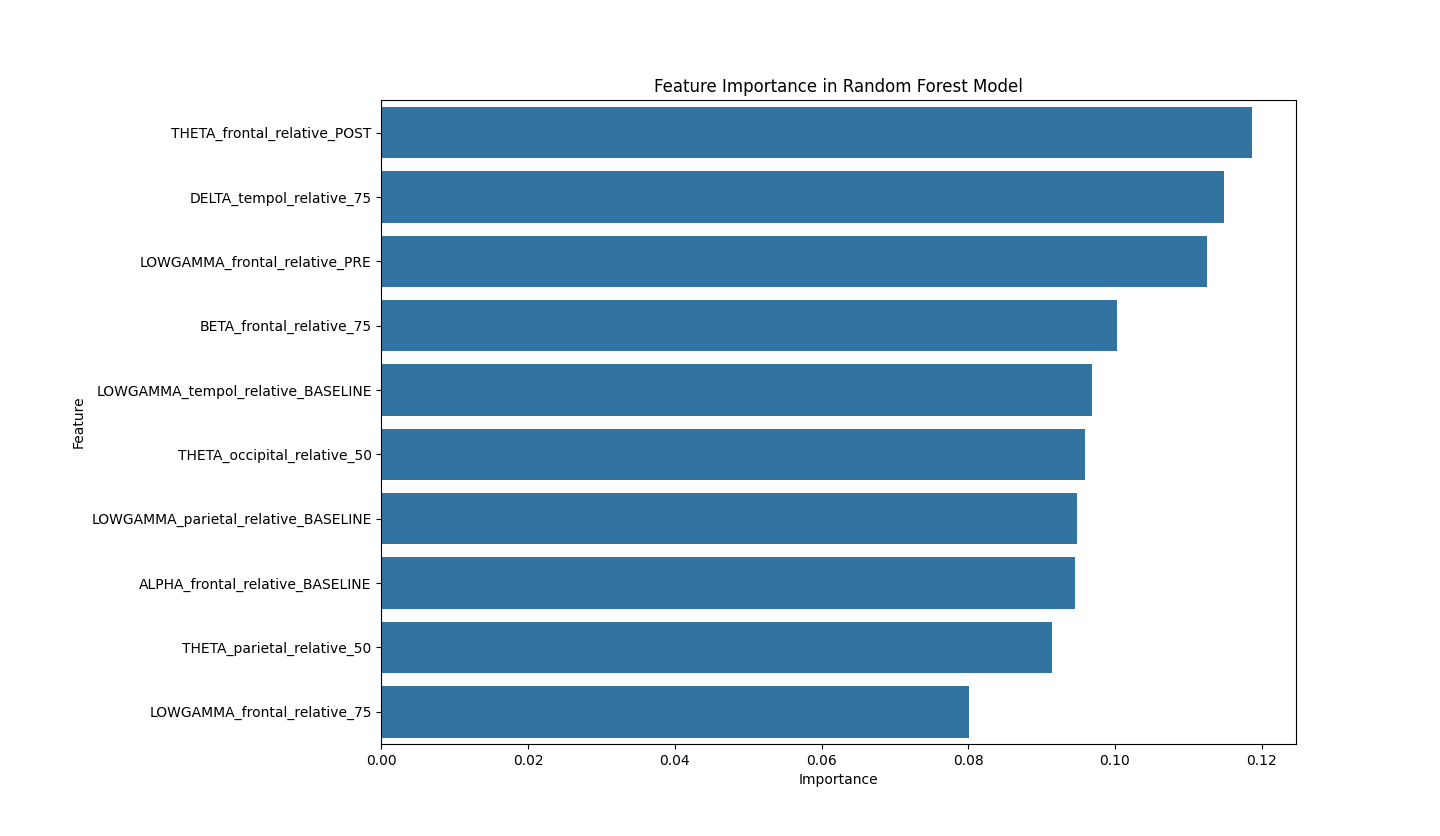 Feature Importance in Random Forest Model
THETA_frontal_relative_POST
DELTA_tempol_relative_75
LOWGAMMA_frontal_relative_PRE
BETA_frontal_relative_75
LOWGAMMA_tempol_relative_BASELINE
THETA_occipital_relative_50
LOWGAMMA_parietal_relative_BASELINE
ALPHA_frontal_relative_BASELINE
THETA_parietal_relative_50
LOWGAMMA_frontal_relative_75
Feature
0.00 0.02 0.04 0.06 0.08 0.10 0.12
Importance